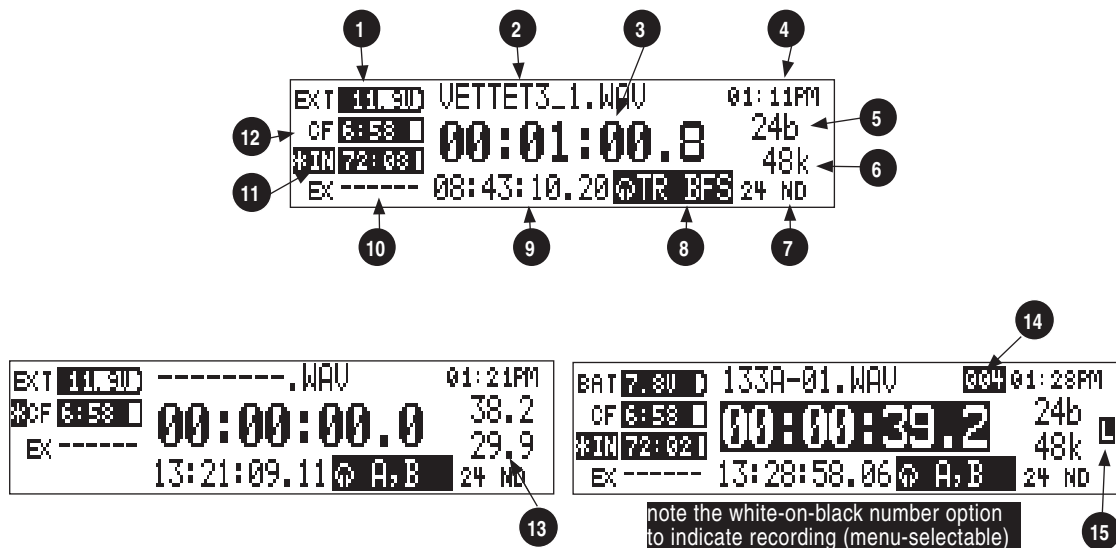 1 2 3 4
EXT 11.9V VETTET3_1.WAV 01:11PM
CF 6:58 00:01:00.8 24b
*IN 72:08 48k
EX ------ 08:43:10.20 TR BFS 24 ND
5
6
12
11
10 9 8 7
14
EXT 11.9V --------.WAV 01:21PM
*CF 6:58 00:00:00.0 38.2
EX ------ 29.9
13:21:09.11 A,B 24 ND
13
BAT 7.8V 133A-01.WAV 004 01:28PM
CF 6:58 00:00:39.2 24b L
*IN 72:02 48k
EX ------ 13:28:58.06 A,B 24 ND
note the white-on-black number option
to indicate recording (menu-selectable)
15